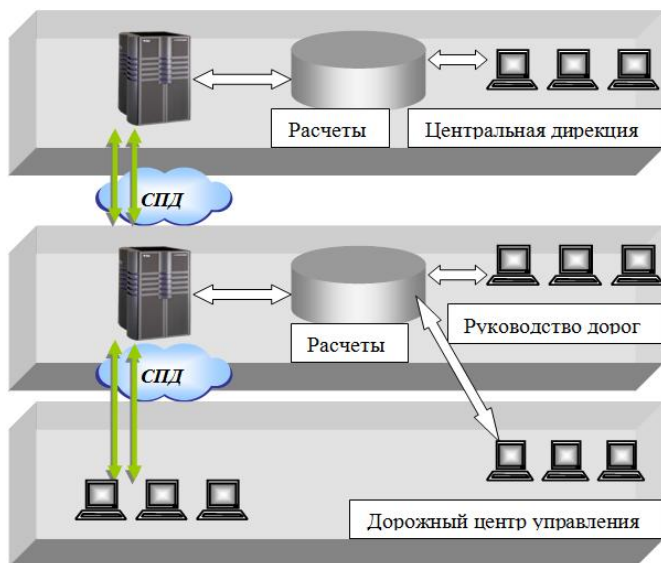 Расчеты
Центральная дирекция
СПД
Руководство дорог
Расчеты
СПД
Дорожный центр управления